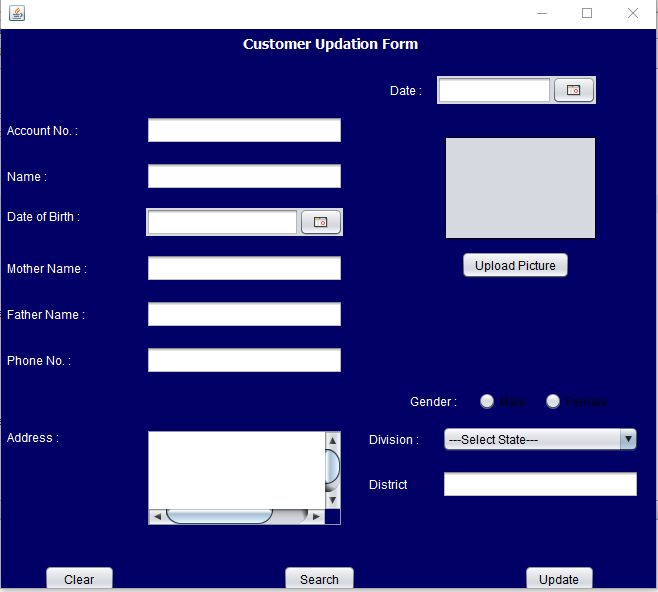 Customer Updation Form
Date :
Account No. :
Name :
Date of Birth :
Mother Name :
Upload Picture
Father Name :
Phone No. :
Gender : Male Female
Address :
Division : ---Select State---
District
Clear Search Update